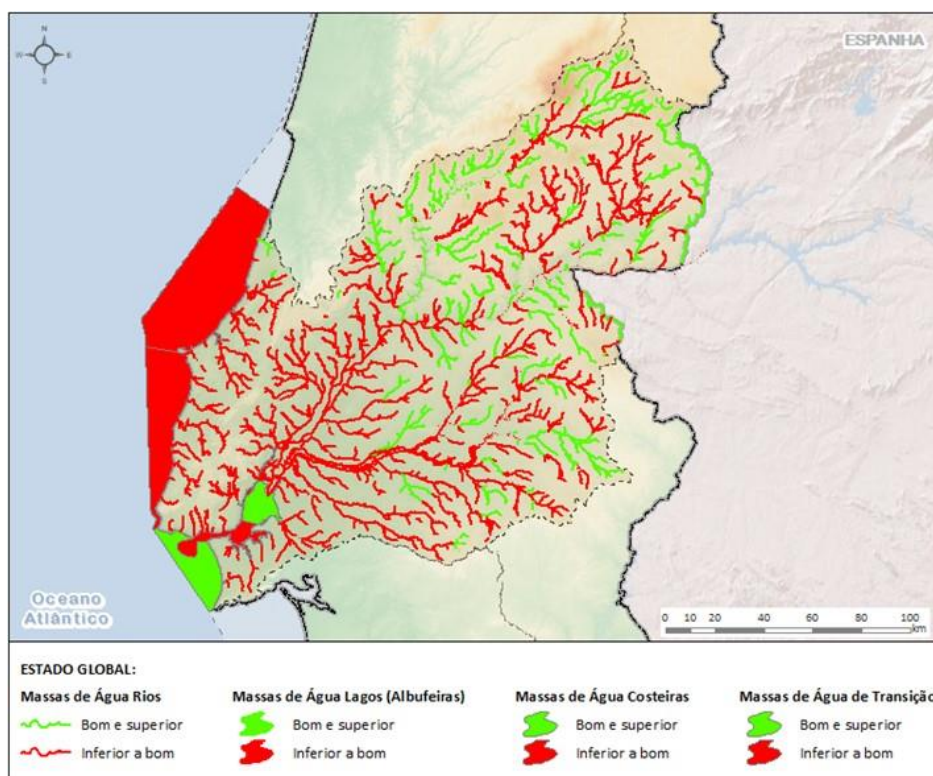 N
W E
S
ESPANHA
Oceano
Atlântico
0 20 40 60 80 100
km
ESTADO GLOBAL:
Massas de Água Rios Massas de Água Lagos (Albufeiras) Massas de Água Costeiras Massas de Água de Transição
Bom e superior Bom e superior Bom e superior Bom e superior
Inferior a bom Inferior a bom Inferior a bom Inferior a bom